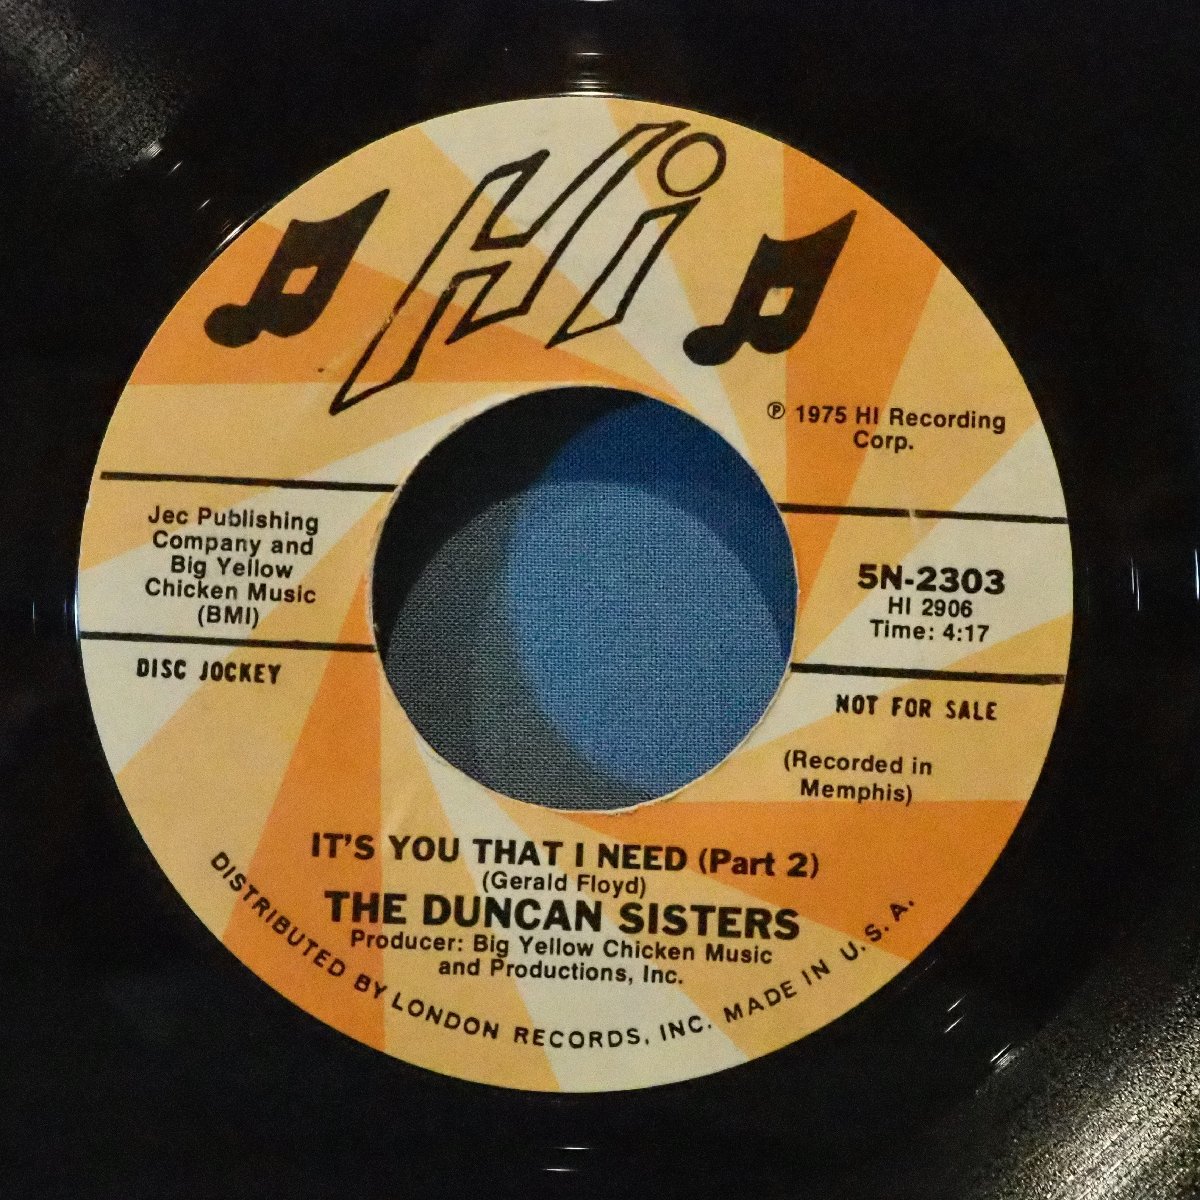 Hi
℗ 1975 HI Recording
Corp.
Jec Publishing
Company and
Big Yellow
Chicken Music
(BMI)
5N-2303
HI 2906
Time: 4:17
DISC JOCKEY
NOT FOR SALE
(Recorded in
Memphis)
IT'S YOU THAT I NEED (Part 2)
(Gerald Floyd)
THE DUNCAN SISTERS
Producer: Big Yellow Chicken Music
and Productions, Inc.
DISTRIBUTED BY LONDON RECORDS, INC. MADE IN U.S.A.